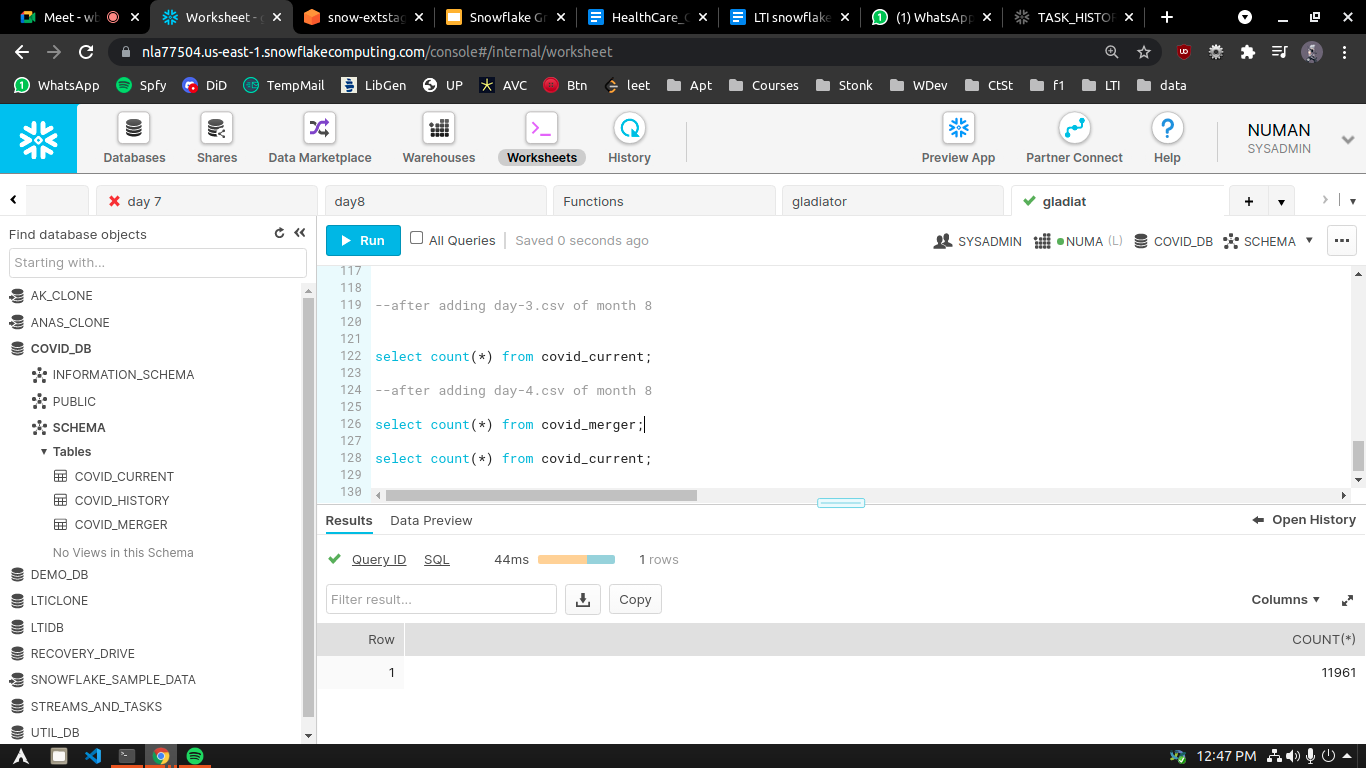 Meet - wb
Worksheet - g
snow-extstag
Snowflake Gr
HealthCare_C
LTI snowflake
(1) WhatsApp
TASK_HISTOR
nla77504.us-east-1.snowflakecomputing.com/console#/internal/worksheet
WhatsApp Spfy DiD TempMail LibGen UP AVC Btn leet Apt Courses Stonk WDev CtSt f1 LTI data
Databases Shares Data Marketplace Warehouses Worksheets History Preview App Partner Connect Help
NUMAN
SYSADMIN
day 7 day8 Functions gladiator gladiat
Find database objects
Starting with...
AK_CLONE
ANAS_CLONE
COVID_DB
INFORMATION_SCHEMA
PUBLIC
SCHEMA
Tables
COVID_CURRENT
COVID_HISTORY
COVID_MERGER
No Views in this Schema
DEMO_DB
LTICLONE
LTIDB
RECOVERY_DRIVE
SNOWFLAKE_SAMPLE_DATA
STREAMS_AND_TASKS
UTIL_DB
Run All Queries Saved 0 seconds ago SYSADMIN NUMA (L) COVID_DB SCHEMA
117
118
119 --after adding day-3.csv of month 8
120
121
122 select count(*) from covid_current;
123
124 --after adding day-4.csv of month 8
125
126 select count(*) from covid_merger;
127
128 select count(*) from covid_current;
129
130
Results Data Preview Open History
Query ID SQL 44ms 1 rows
Filter result... Copy Columns
Row COUNT(*)
1 11961
12:47 PM